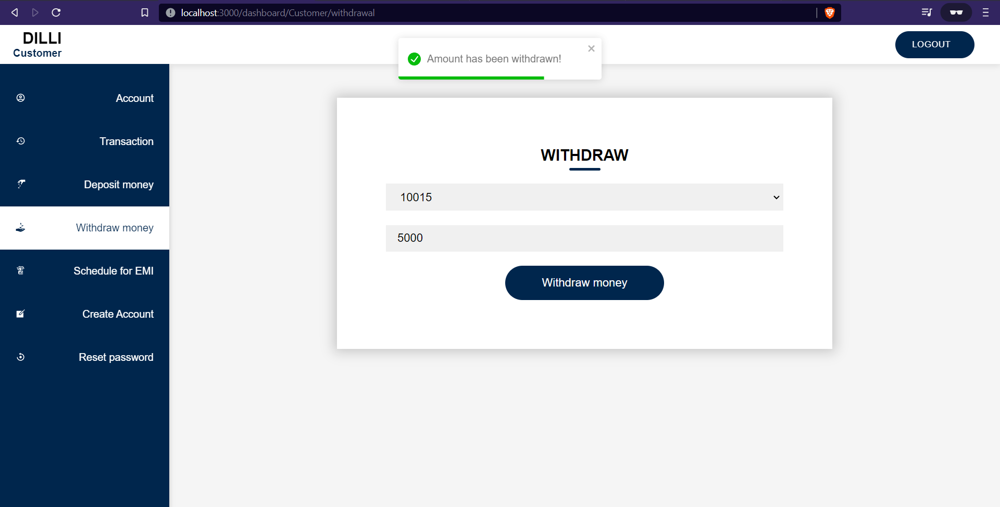 localhost:3000/dashboard/Customer/withdrawal
DILLI
Customer
LOGOUT
Amount has been withdrawn!
Account
Transaction
Deposit money
Withdraw money
Schedule for EMI
Create Account
Reset password
WITHDRAW
10015
5000
Withdraw money